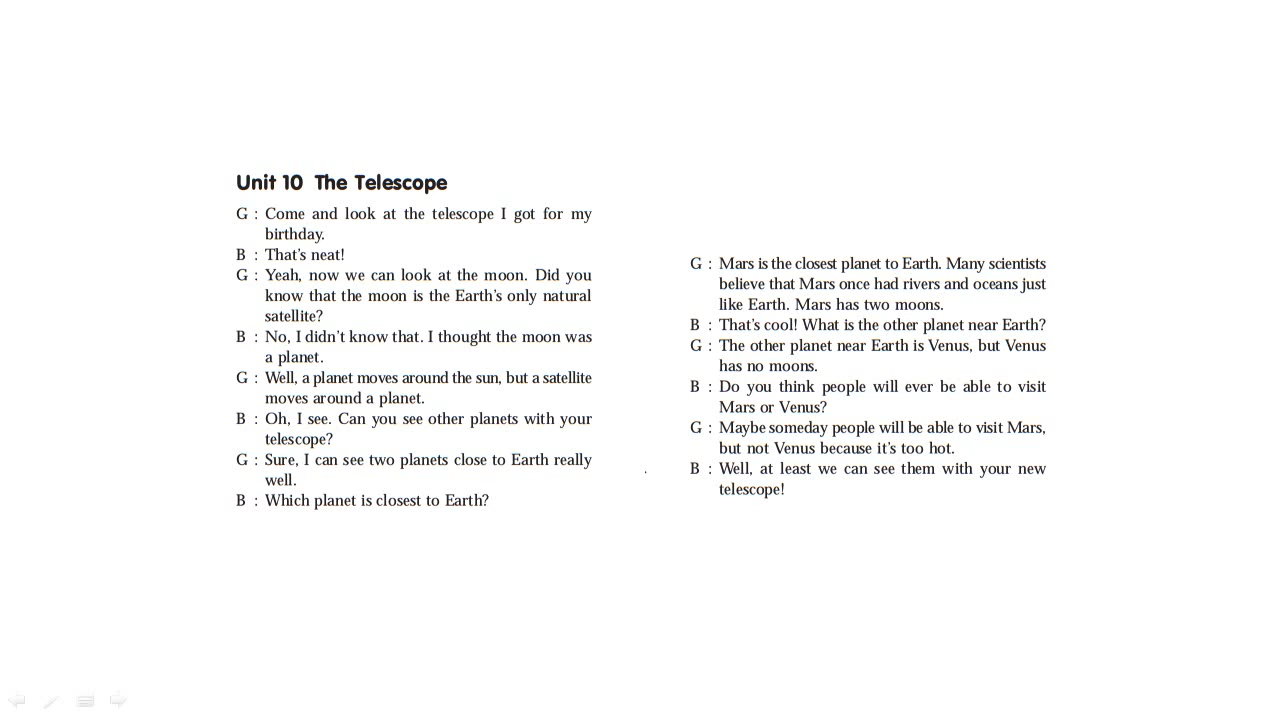 Unit 10 The Telescope
G : Come and look at the telescope I got for my
birthday.
B : That's neat!
G : Yeah, now we can look at the moon. Did you
know that the moon is the Earth's only natural
satellite?
B : No, I didn't know that. I thought the moon was
a planet.
G : Well, a planet moves around the sun, but a satellite
moves around a planet.
B : Oh, I see. Can you see other planets with your
telescope?
G : Sure, I can see two planets close to Earth really
well.
B : Which planet is closest to Earth?
G : Mars is the closest planet to Earth. Many scientists
believe that Mars once had rivers and oceans just
like Earth. Mars has two moons.
B : That's cool! What is the other planet near Earth?
G : The other planet near Earth is Venus, but Venus
has no moons.
B : Do you think people will ever be able to visit
Mars or Venus?
G : Maybe someday people will be able to visit Mars,
but not Venus because it's too hot.
B : Well, at least we can see them with your new
telescope!